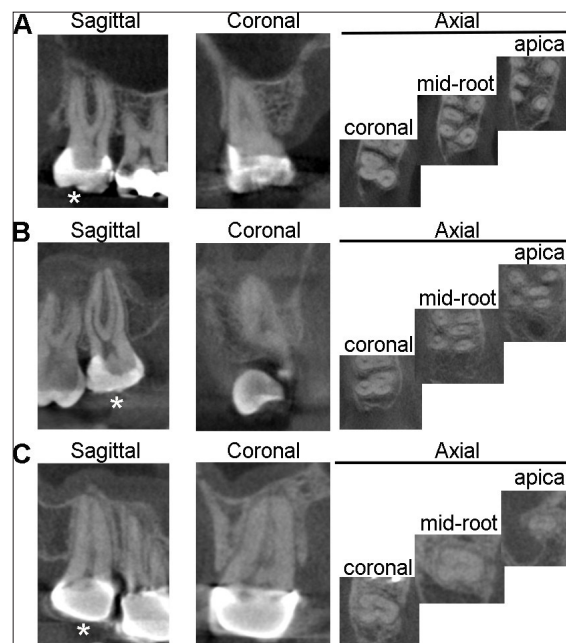 A
Sagittal
Coronal
Axial
apica
mid-root
coronal
*
B
Sagittal
Coronal
Axial
apica
mid-root
coronal
*
C
Sagittal
Coronal
Axial
apica
mid-root
coronal
*